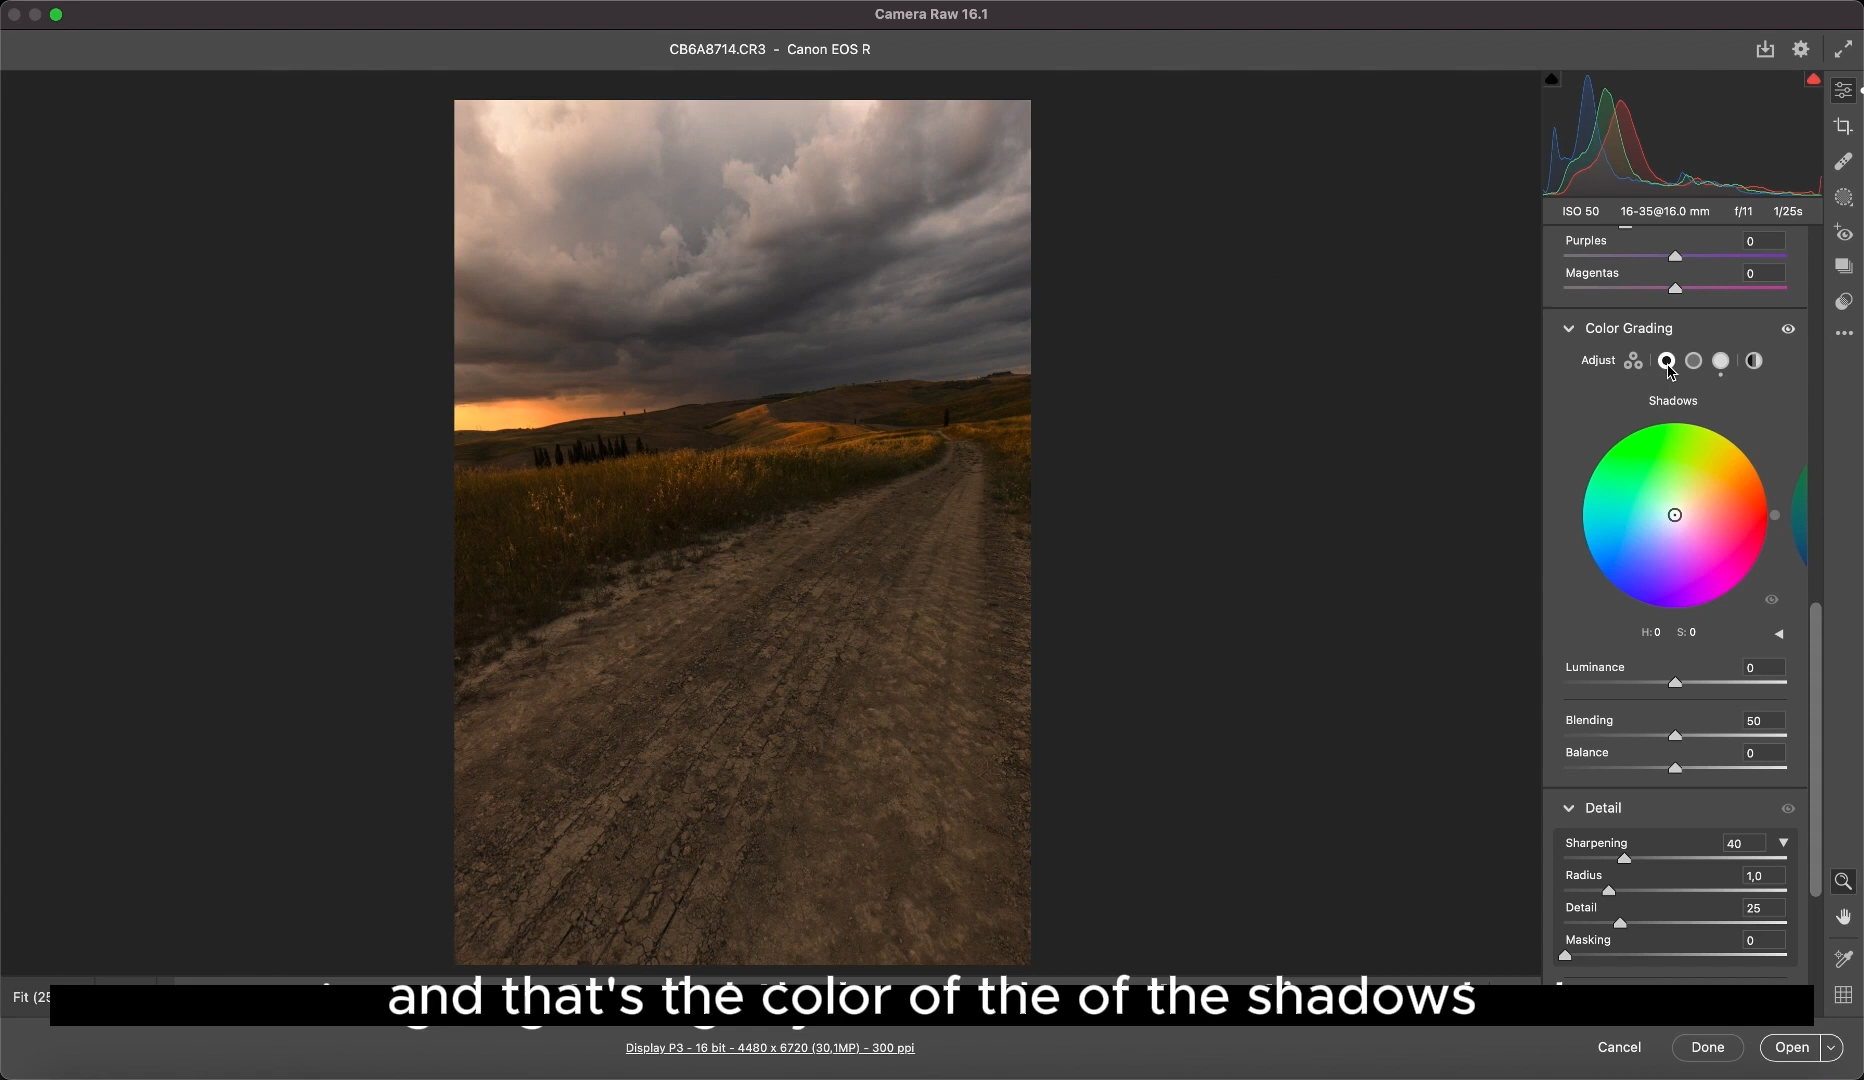 Camera Raw 16.1
CB6A8714.CR3 - Canon EOS R
ISO 50 16-35@16.0 mm f/11 1/25s
Purples 0
Magentas 0
Color Grading
Adjust
Shadows
H:0 S:0
Luminance 0
Blending 50
Balance 0
Detail
Sharpening 40
Radius 1,0
Detail 25
Masking 0
Fit (25
and that's the color of the of the shadows
Display P3 - 16 bit - 4480 x 6720 (30,1MP) - 300 ppi
Cancel Done Open